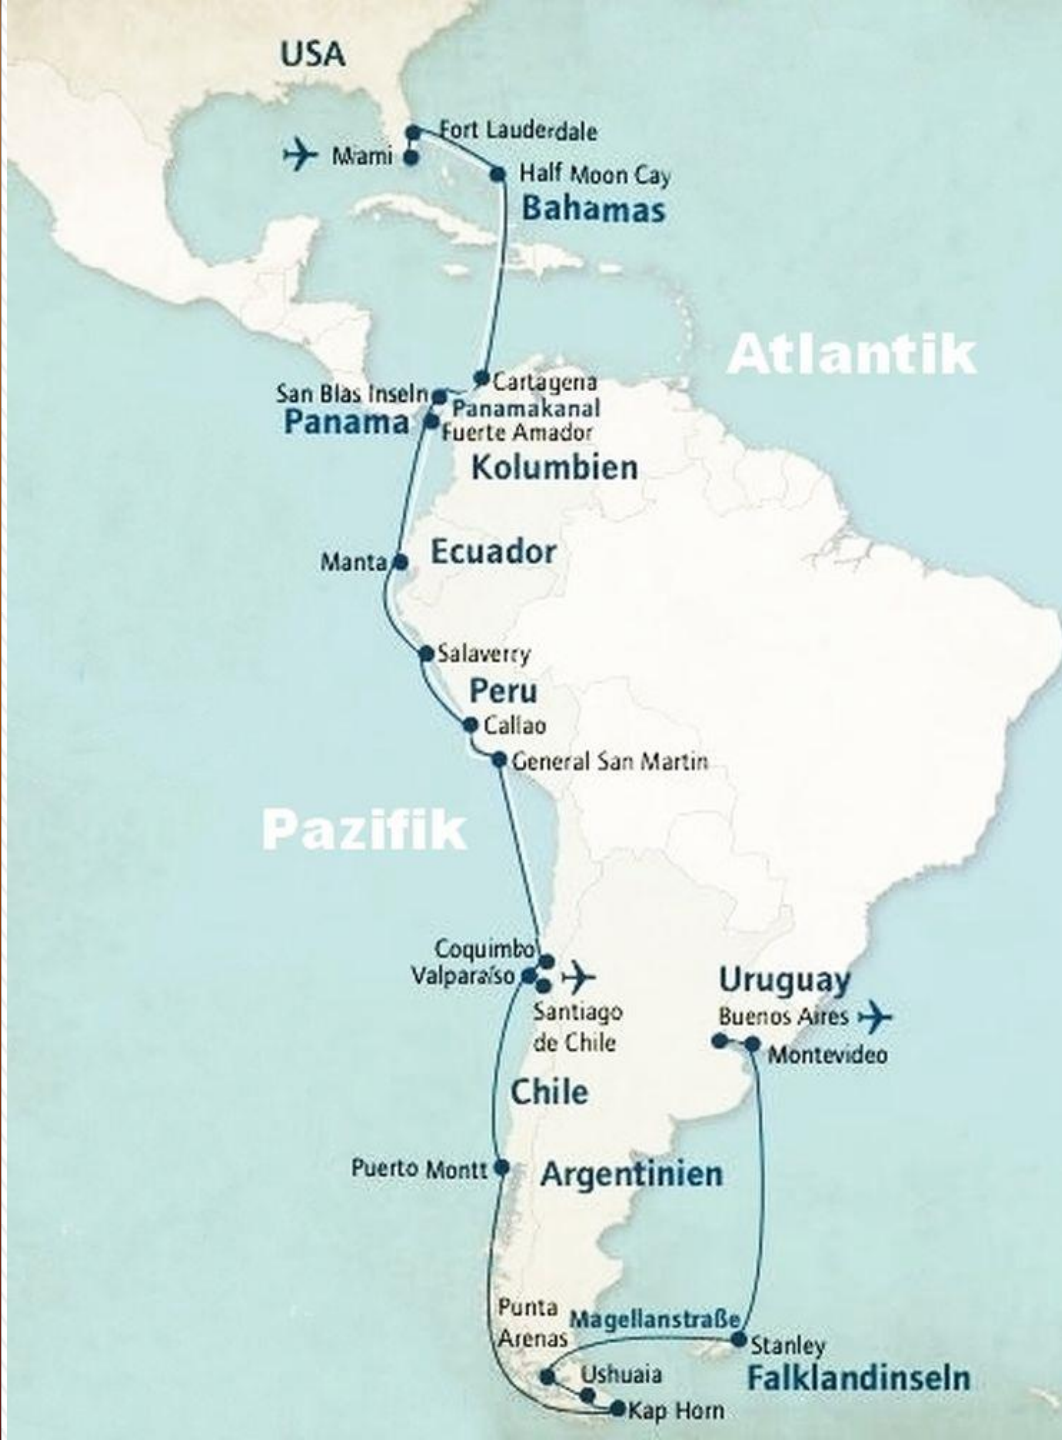 USA
Fort Lauderdale
Miami
Half Moon Cay
Bahamas
Atlantik
San Blas Inseln
Cartagena
Panama
Panamakanal
Fuerte Amador
Kolumbien
Manta
Ecuador
Salaverry
Peru
Callao
General San Martin
Pazifik
Coquimbo
Valparaíso
Santiago
de Chile
Uruguay
Buenos Aires
Montevideo
Chile
Puerto Montt
Argentinien
Punta
Arenas
Magellanstraße
Stanley
Ushuaia
Falklandinseln
Kap Horn